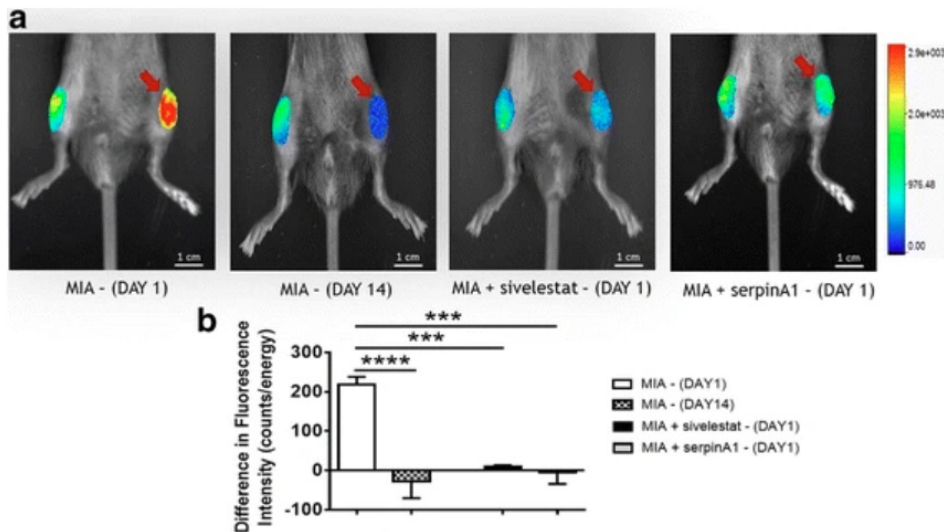 a
2.9e+003
2.0e+003
976.48
0.00
1 cm
1 cm
1 cm
1 cm
MIA - (DAY 1)
MIA - (DAY 14)
MIA + sivelestat - (DAY 1)
MIA + serpinA1 - (DAY 1)
b
Difference in Fluorescence
Intensity (counts/energy)
300
200
100
0
-100
***
***
****
MIA - (DAY1)
MIA - (DAY14)
MIA + sivelestat - (DAY1)
MIA + serpinA1 - (DAY1)